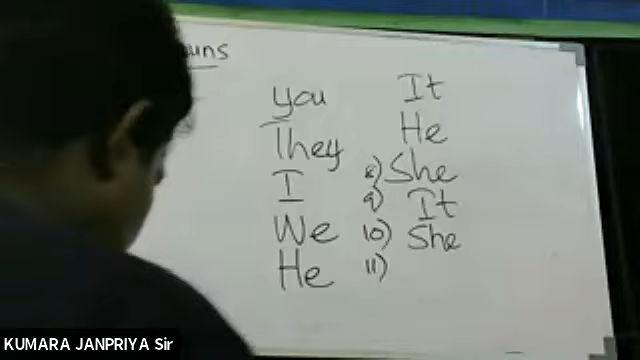 uns
You
They
I
We
He
It
He
8) She
9) It
10) She
11)
KUMARA JANPRIYA Sir